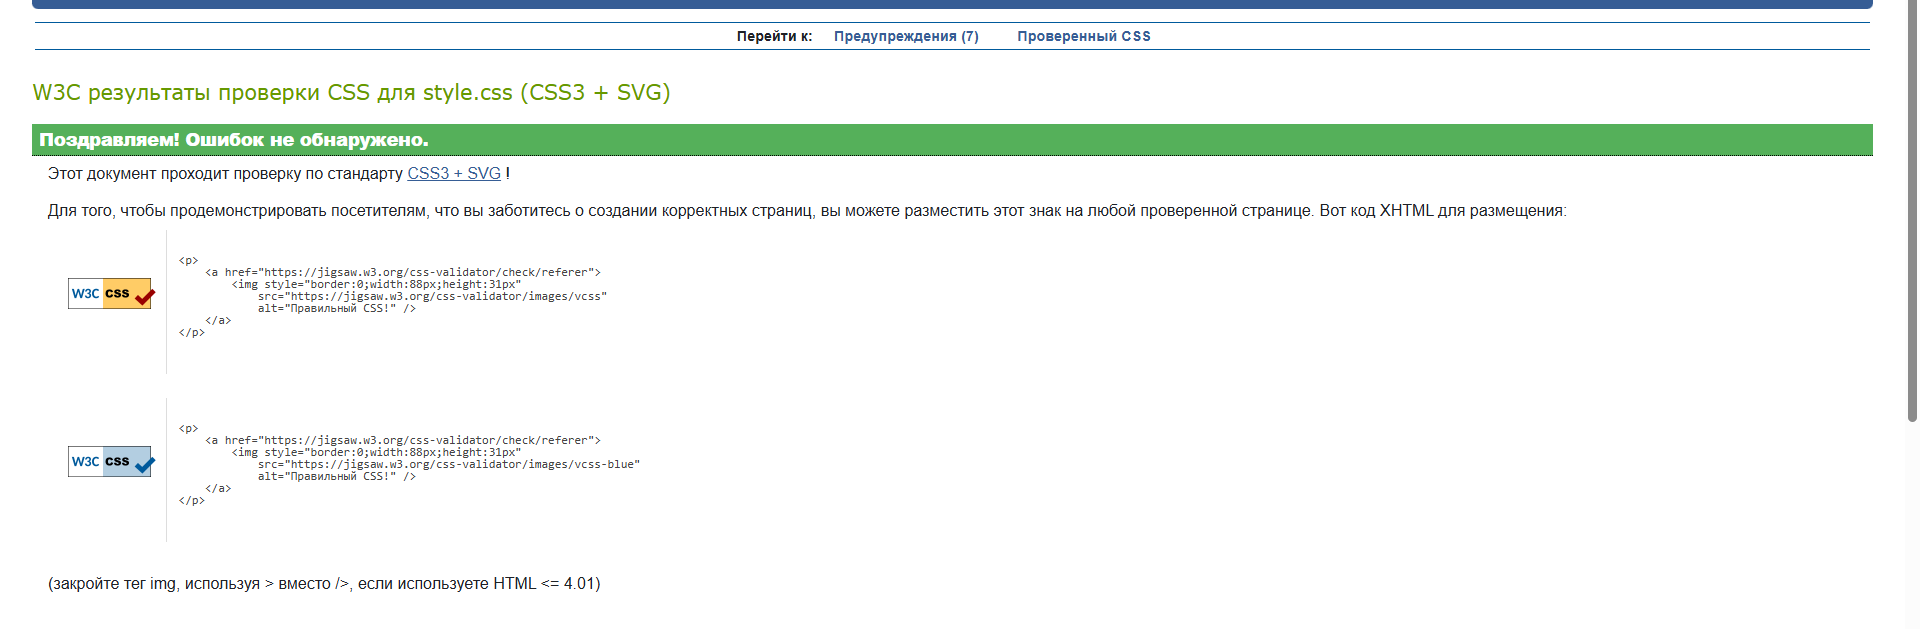 Перейти к: Предупреждения (7) Проверенный CSS
W3C результаты проверки CSS для style.css (CSS3 + SVG)
Поздравляем! Ошибок не обнаружено.
Этот документ проходит проверку по стандарту CSS3 + SVG !
Для того, чтобы продемонстрировать посетителям, что вы заботитесь о создании корректных страниц, вы можете разместить этот знак на любой проверенной странице. Вот код XHTML для размещения:
W3C css
<p>
    <a href="https://jigsaw.w3.org/css-validator/check/referer">
        <img style="border:0;width:88px;height:31px"
            src="https://jigsaw.w3.org/css-validator/images/vcss"
            alt="Правильный CSS!" />
    </a>
</p>
W3C css
<p>
    <a href="https://jigsaw.w3.org/css-validator/check/referer">
        <img style="border:0;width:88px;height:31px"
            src="https://jigsaw.w3.org/css-validator/images/vcss-blue"
            alt="Правильный CSS!" />
    </a>
</p>
(закройте тег img, используя > вместо />, если используете HTML <= 4.01)